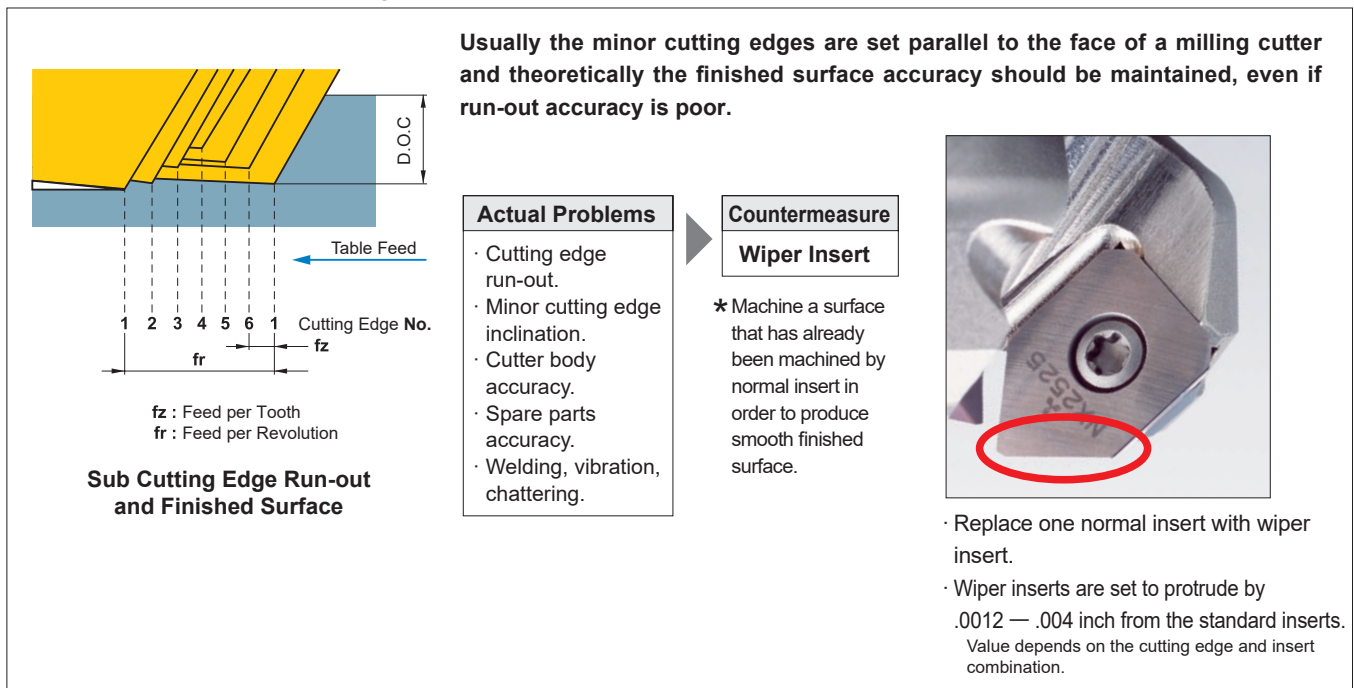 Usually the minor cutting edges are set parallel to the face of a milling cutter
and theoretically the finished surface accuracy should be maintained, even if
run-out accuracy is poor.
D.O.C
Table Feed
1 2 3 4 5 6 1 Cutting Edge No.
fz
fr
fz : Feed per Tooth
fr : Feed per Revolution
Sub Cutting Edge Run-out
and Finished Surface
Actual Problems
· Cutting edge
run-out.
· Minor cutting edge
inclination.
· Cutter body
accuracy.
· Spare parts
accuracy.
· Welding, vibration,
chattering.
Countermeasure
Wiper Insert
* Machine a surface
that has already
been machined by
normal insert in
order to produce
smooth finished
surface.
· Replace one normal insert with wiper
insert.
· Wiper inserts are set to protrude by
.0012 — .004 inch from the standard inserts.
Value depends on the cutting edge and insert
combination.